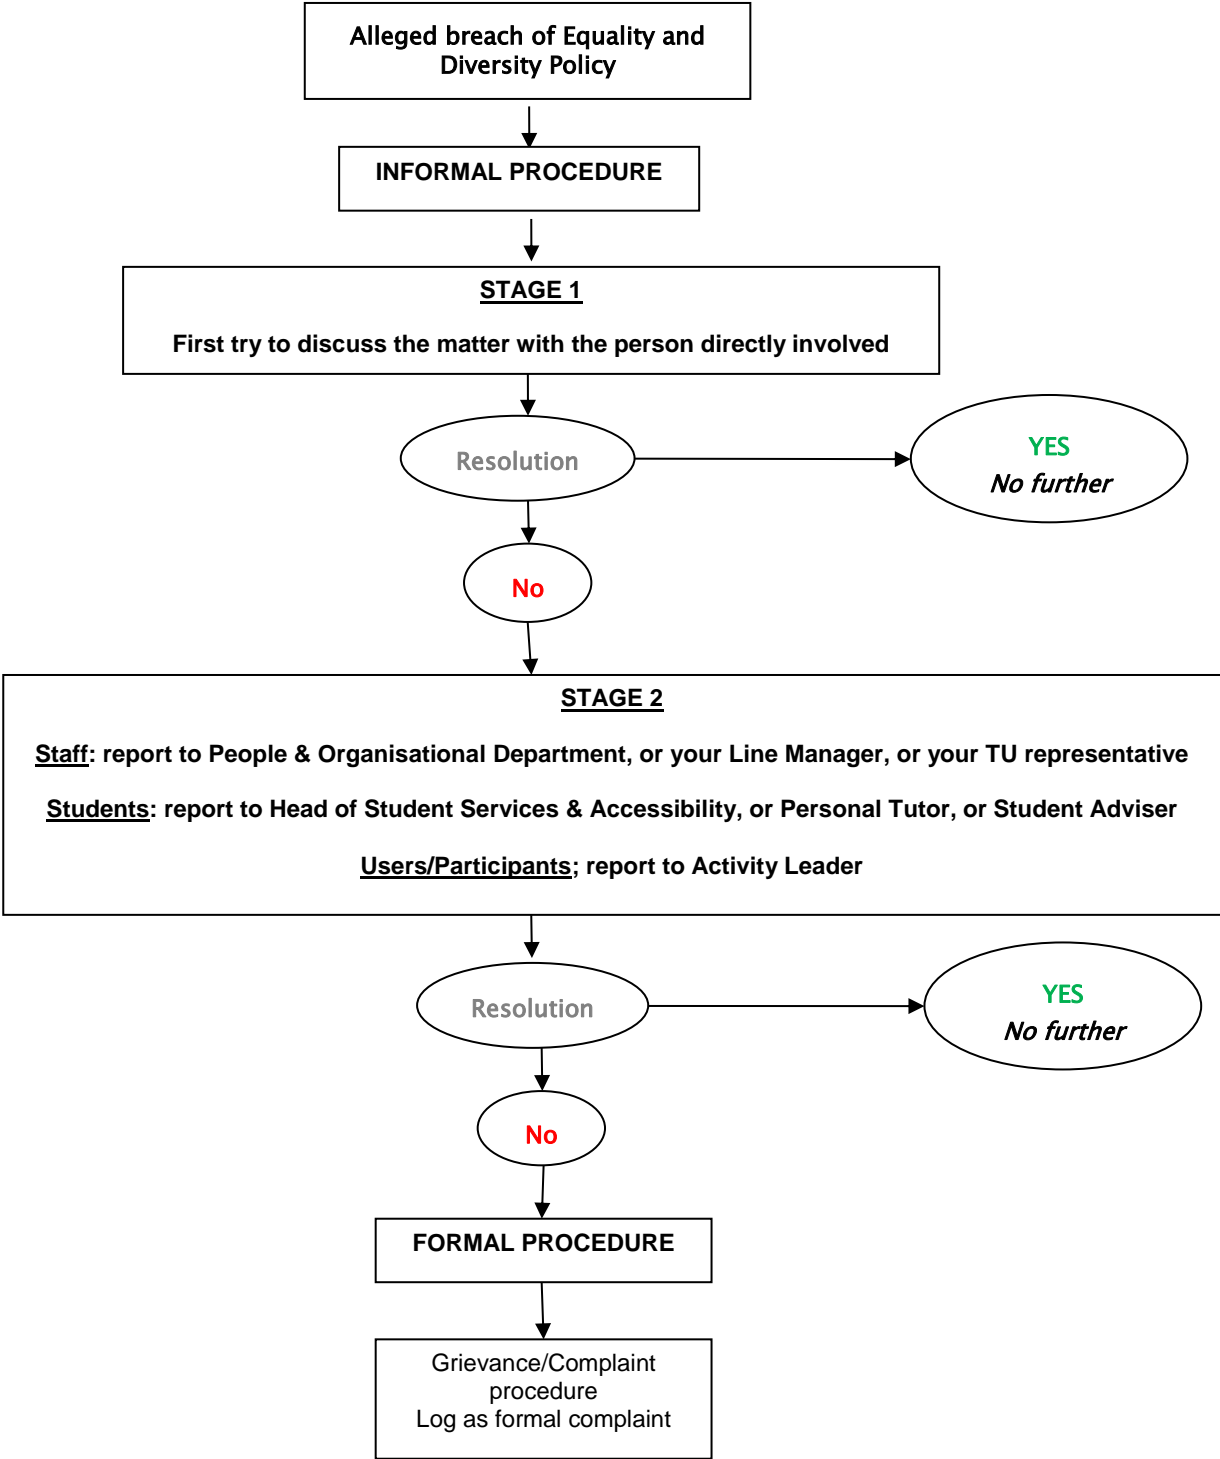 Alleged breach of Equality and
Diversity Policy
INFORMAL PROCEDURE
STAGE 1
First try to discuss the matter with the person directly involved
Resolution
YES
No further
No
STAGE 2
Staff: report to People & Organisational Department, or your Line Manager, or your TU representative
Students: report to Head of Student Services & Accessibility, or Personal Tutor, or Student Adviser
Users/Participants; report to Activity Leader
Resolution
YES
No further
No
FORMAL PROCEDURE
Grievance/Complaint
procedure
Log as formal complaint